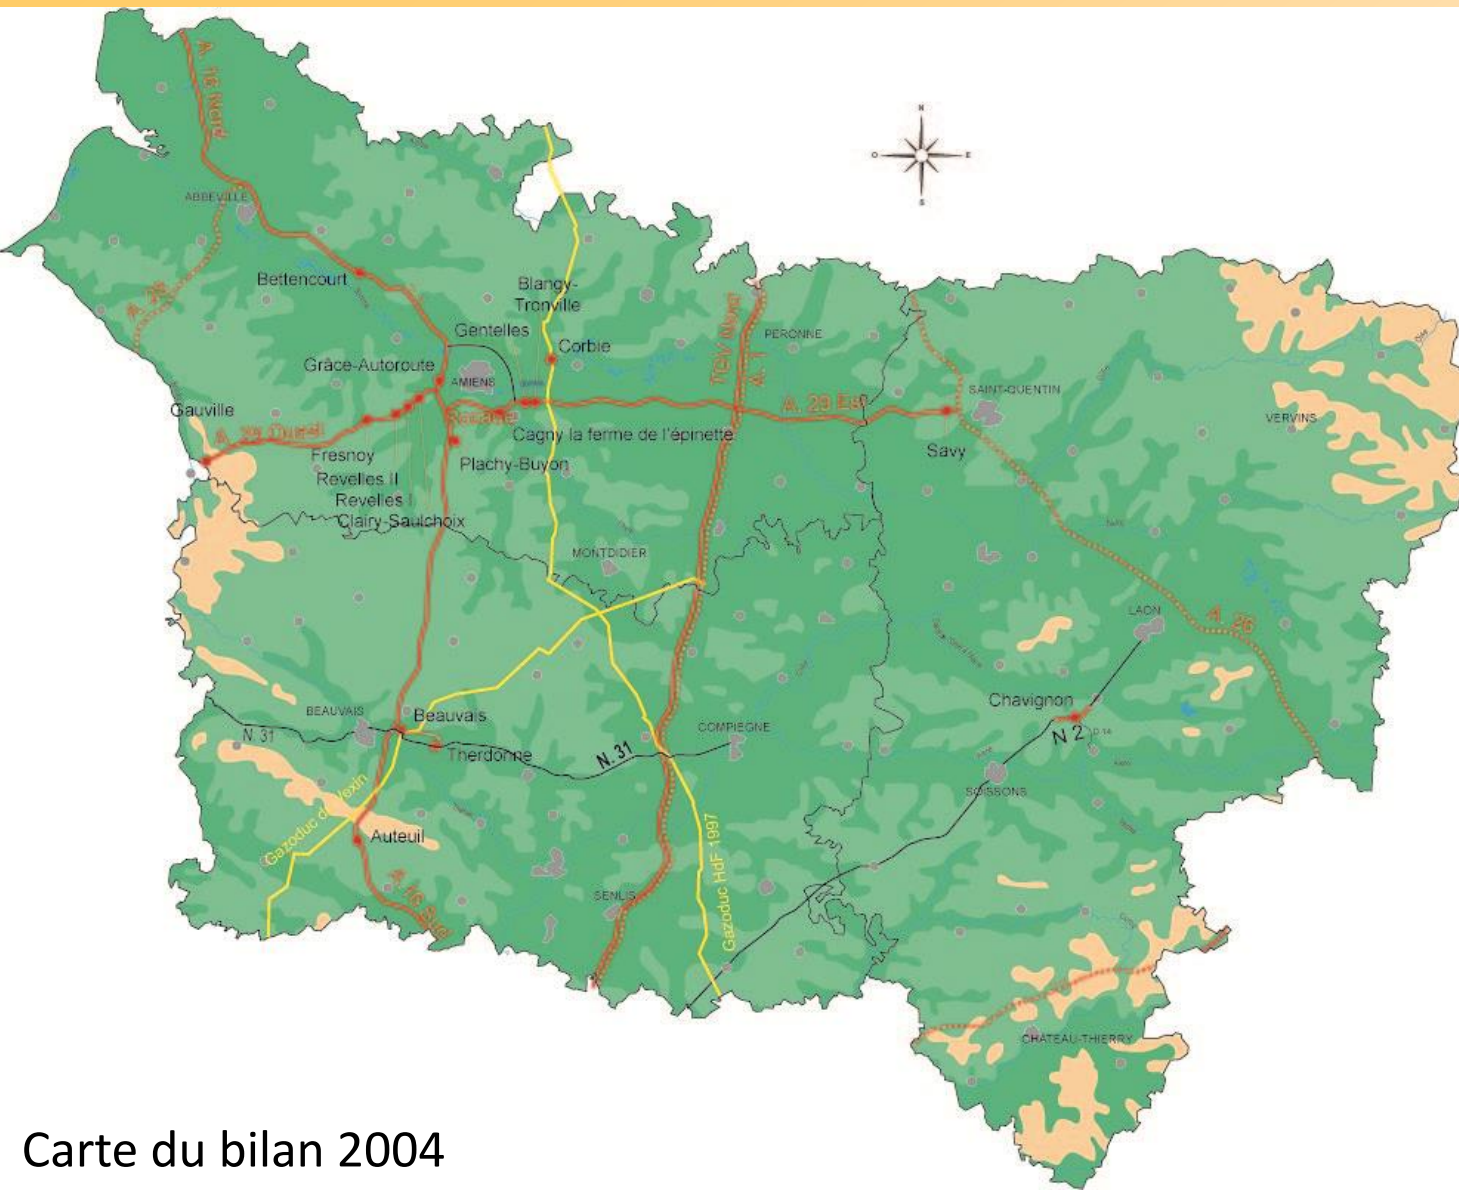 A. 16 Nord
N
O
E
S
ABBEVILLE
Bettencourt
A. 28
Blangy-
Tronville
Gentelles
Corbie
TGV Nord
A. 1
PERONNE
Grâce-Autoroute
AMIENS
SAINT-QUENTIN
Gauville
A. 29 Ouest
Rocade
A. 29 Est
VERVINS
Cagny la ferme de l'épinette
Fresnoy
Plachy-Buyon
Savy
Revelles II
Revelles I
Clairy-Saulchoix
MONTDIDIER
LAON
A. 26
Chavignon
BEAUVAIS
Beauvais
N. 31
Therdonne
N. 31
COMPIEGNE
N 2
SOISSONS
Gazoduc du Vexin
Auteuil
Gazoduc HdF 1997
A. 16 Sud
SENLIS
CHATEAU-THIERRY
Carte du bilan 2004